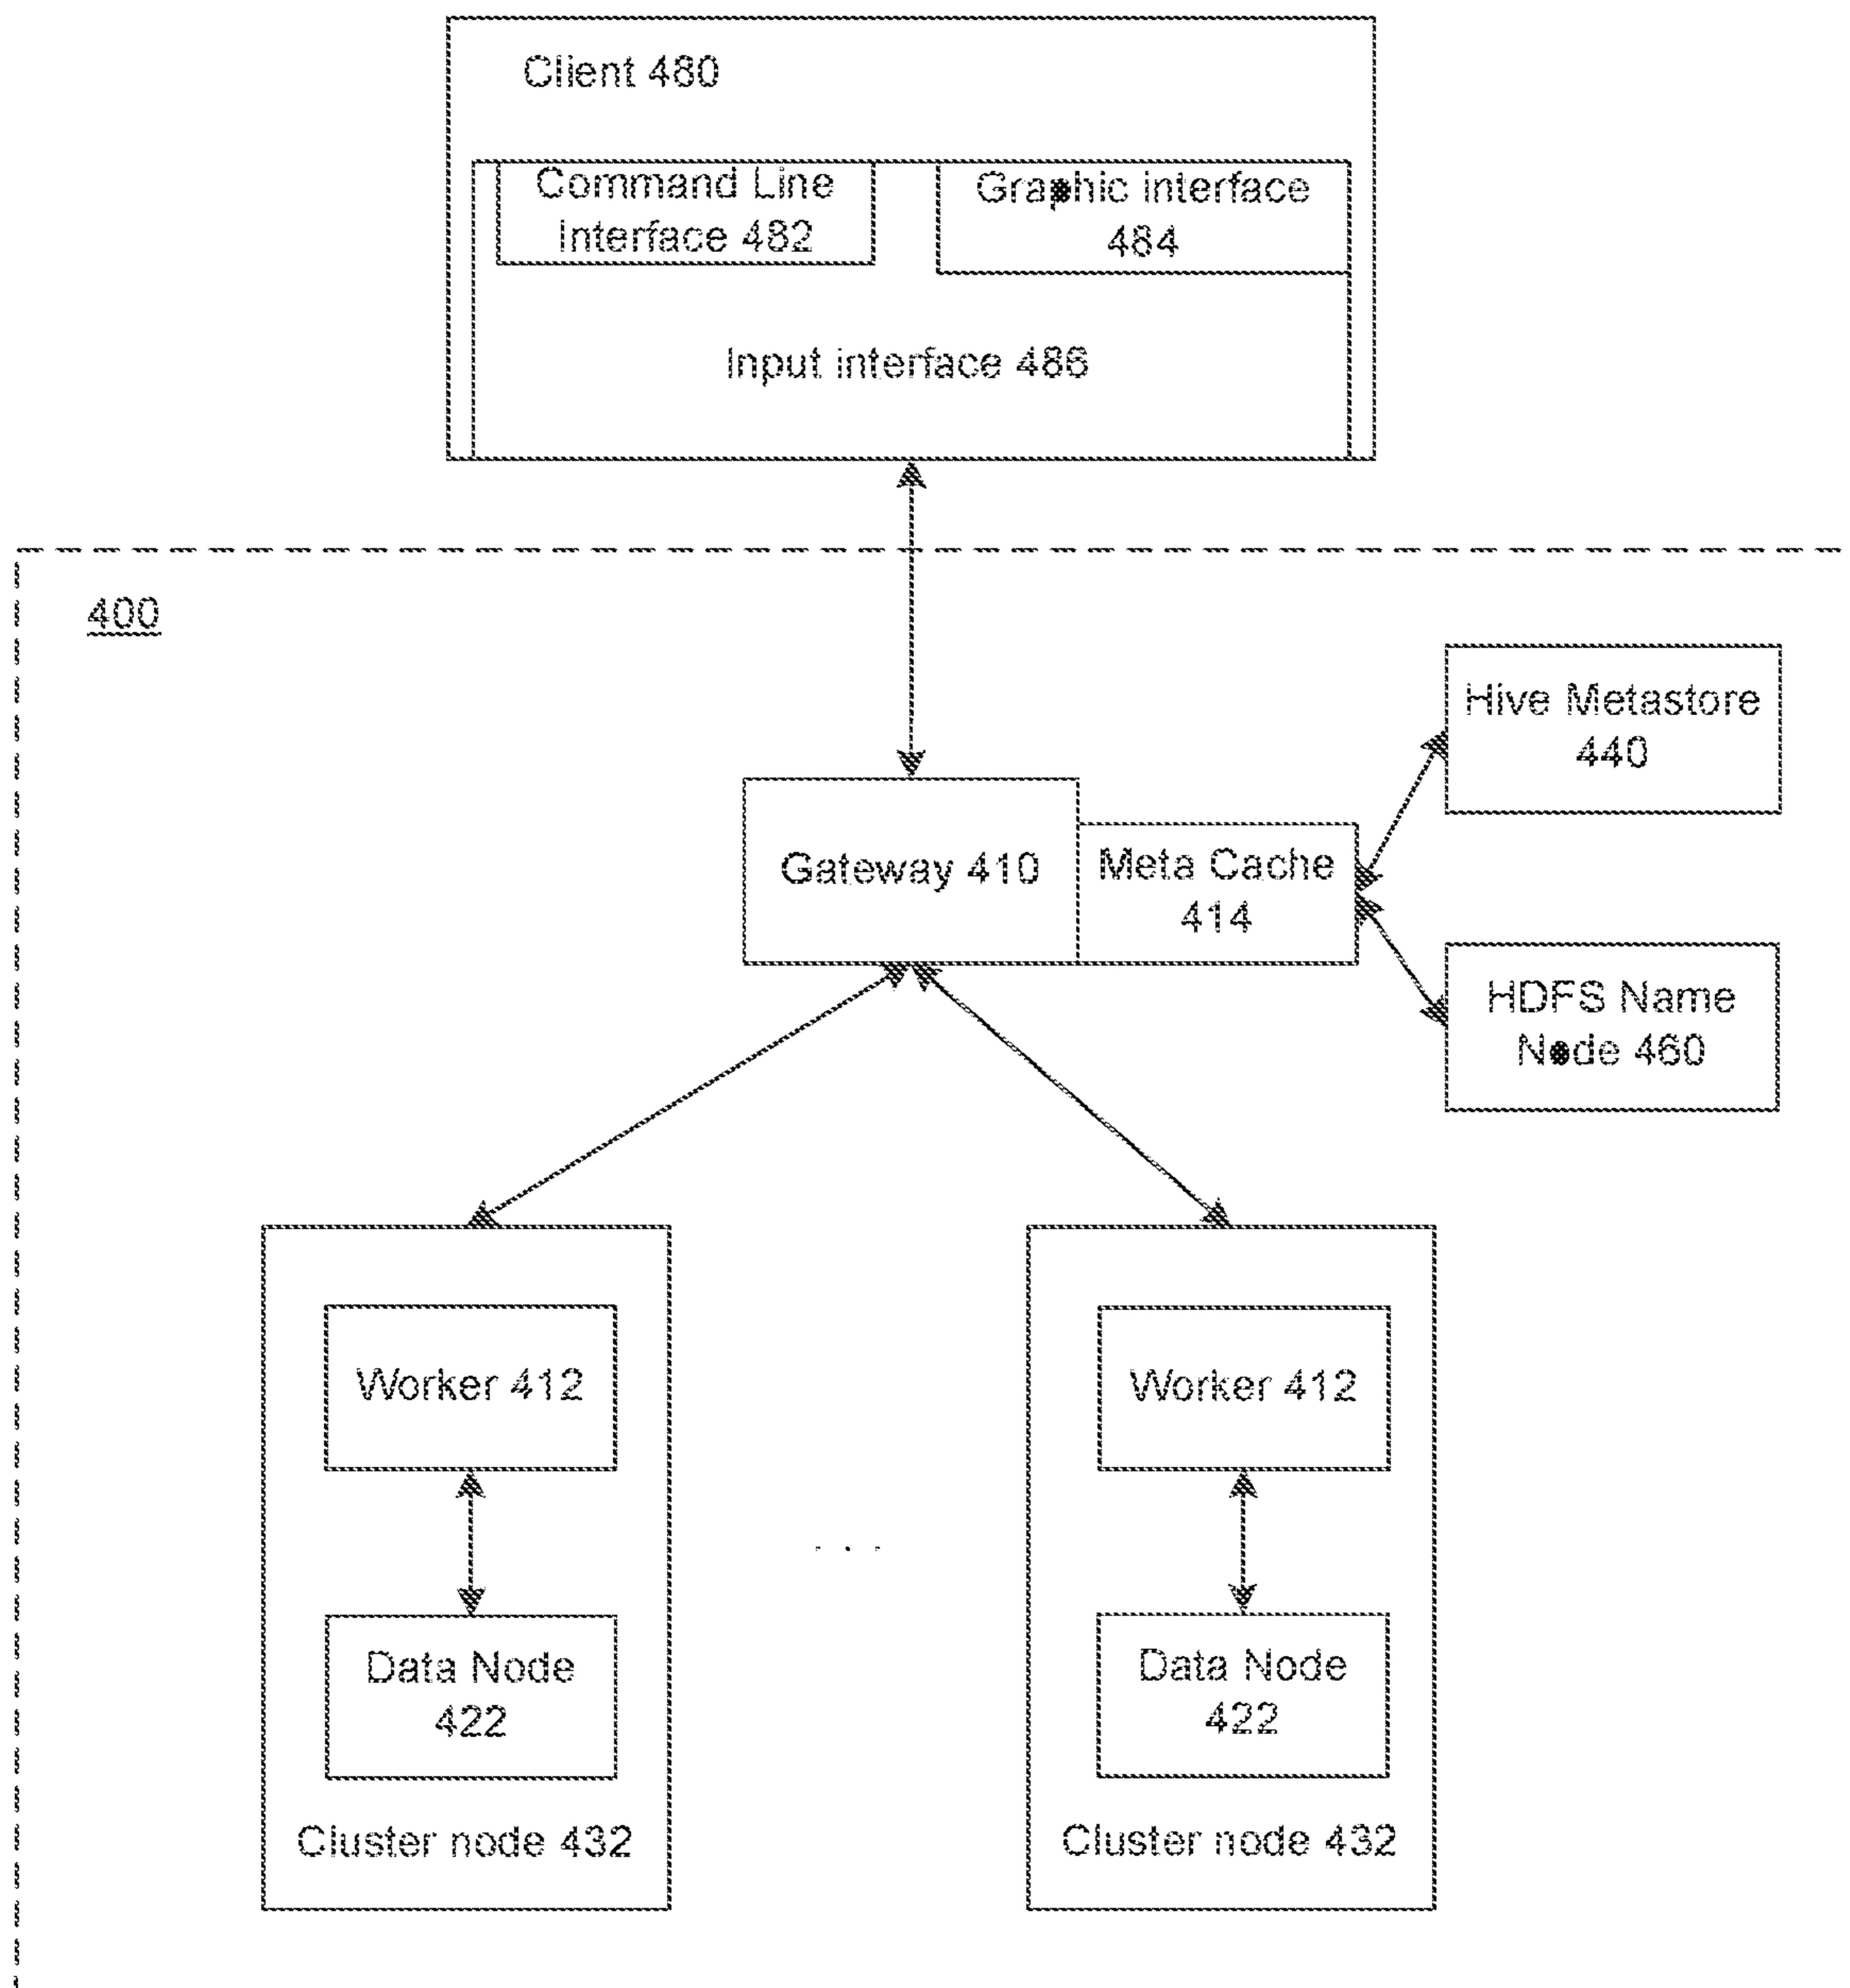 Client 480
Command Line
Interface 482
Graphic interface
484
Input interface 486
400
Hive Metastore
440
Gateway 410
Meta Cache
414
HDFS Name
Node 460
Worker 412
Worker 412
. . .
Data Node
422
Data Node
422
Cluster node 432
Cluster node 432